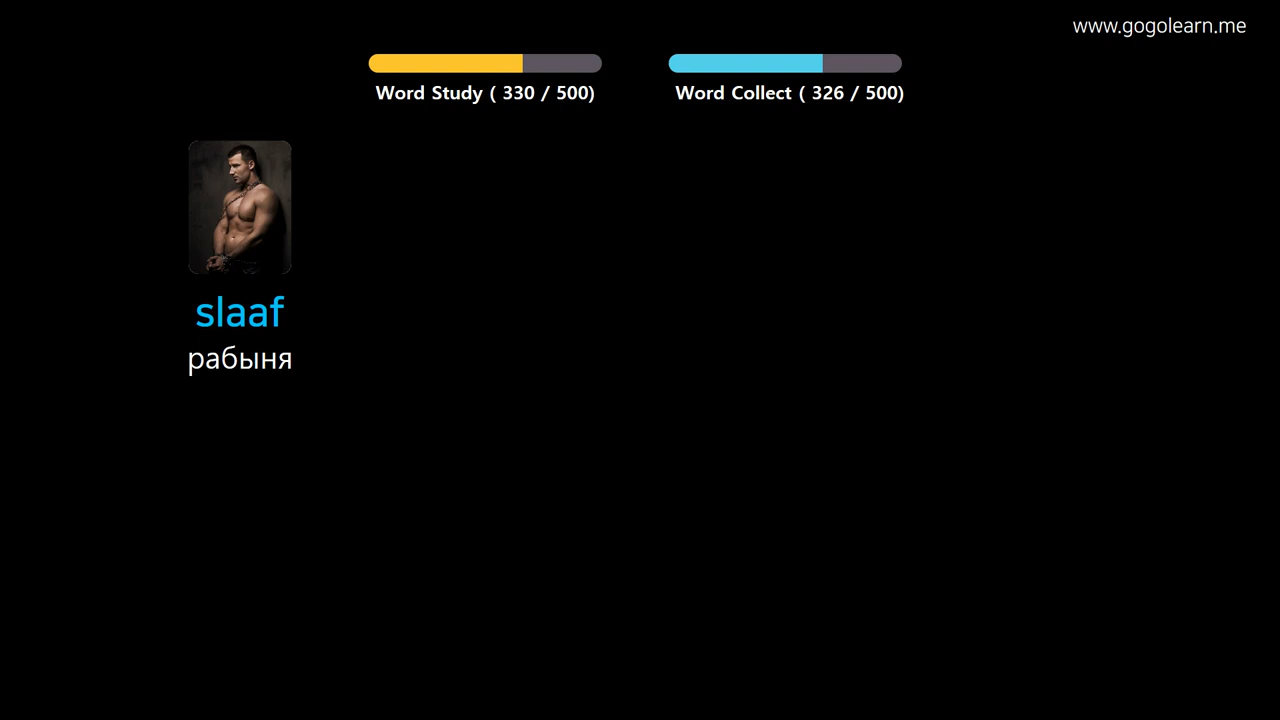 www.gogolearn.me
Word Study ( 330 / 500)
Word Collect ( 326 / 500)
slaaf
рабыня